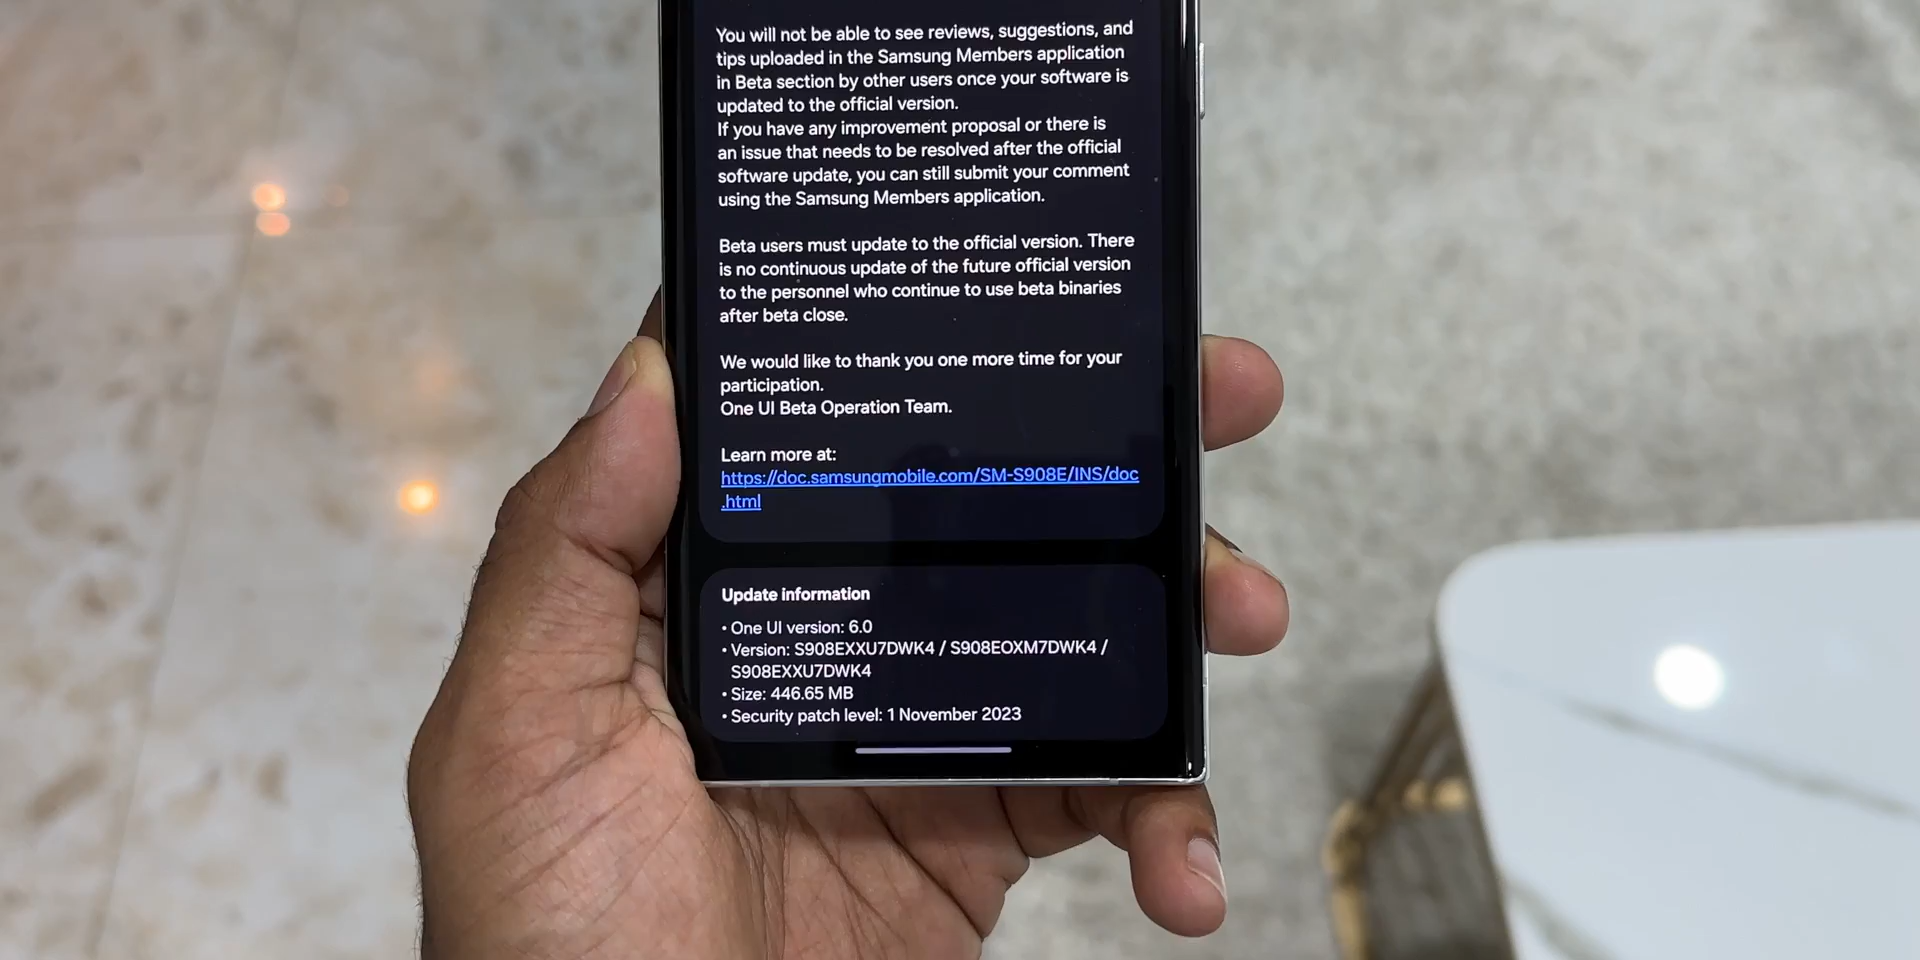 You will not be able to see reviews, suggestions, and
tips uploaded in the Samsung Members application
in Beta section by other users once your software is
updated to the official version.
If you have any improvement proposal or there is
an issue that needs to be resolved after the official
software update, you can still submit your comment
using the Samsung Members application.
Beta users must update to the official version. There
is no continuous update of the future official version
to the personnel who continue to use beta binaries
after beta close.
We would like to thank you one more time for your
participation.
One UI Beta Operation Team.
Learn more at:
https://doc.samsungmobile.com/SM-S908E/INS/doc
.html
Update information
• One UI version: 6.0
• Version: S908EXXU7DWK4 / S908EOXM7DWK4 /
S908EXXU7DWK4
• Size: 446.65 MB
• Security patch level: 1 November 2023